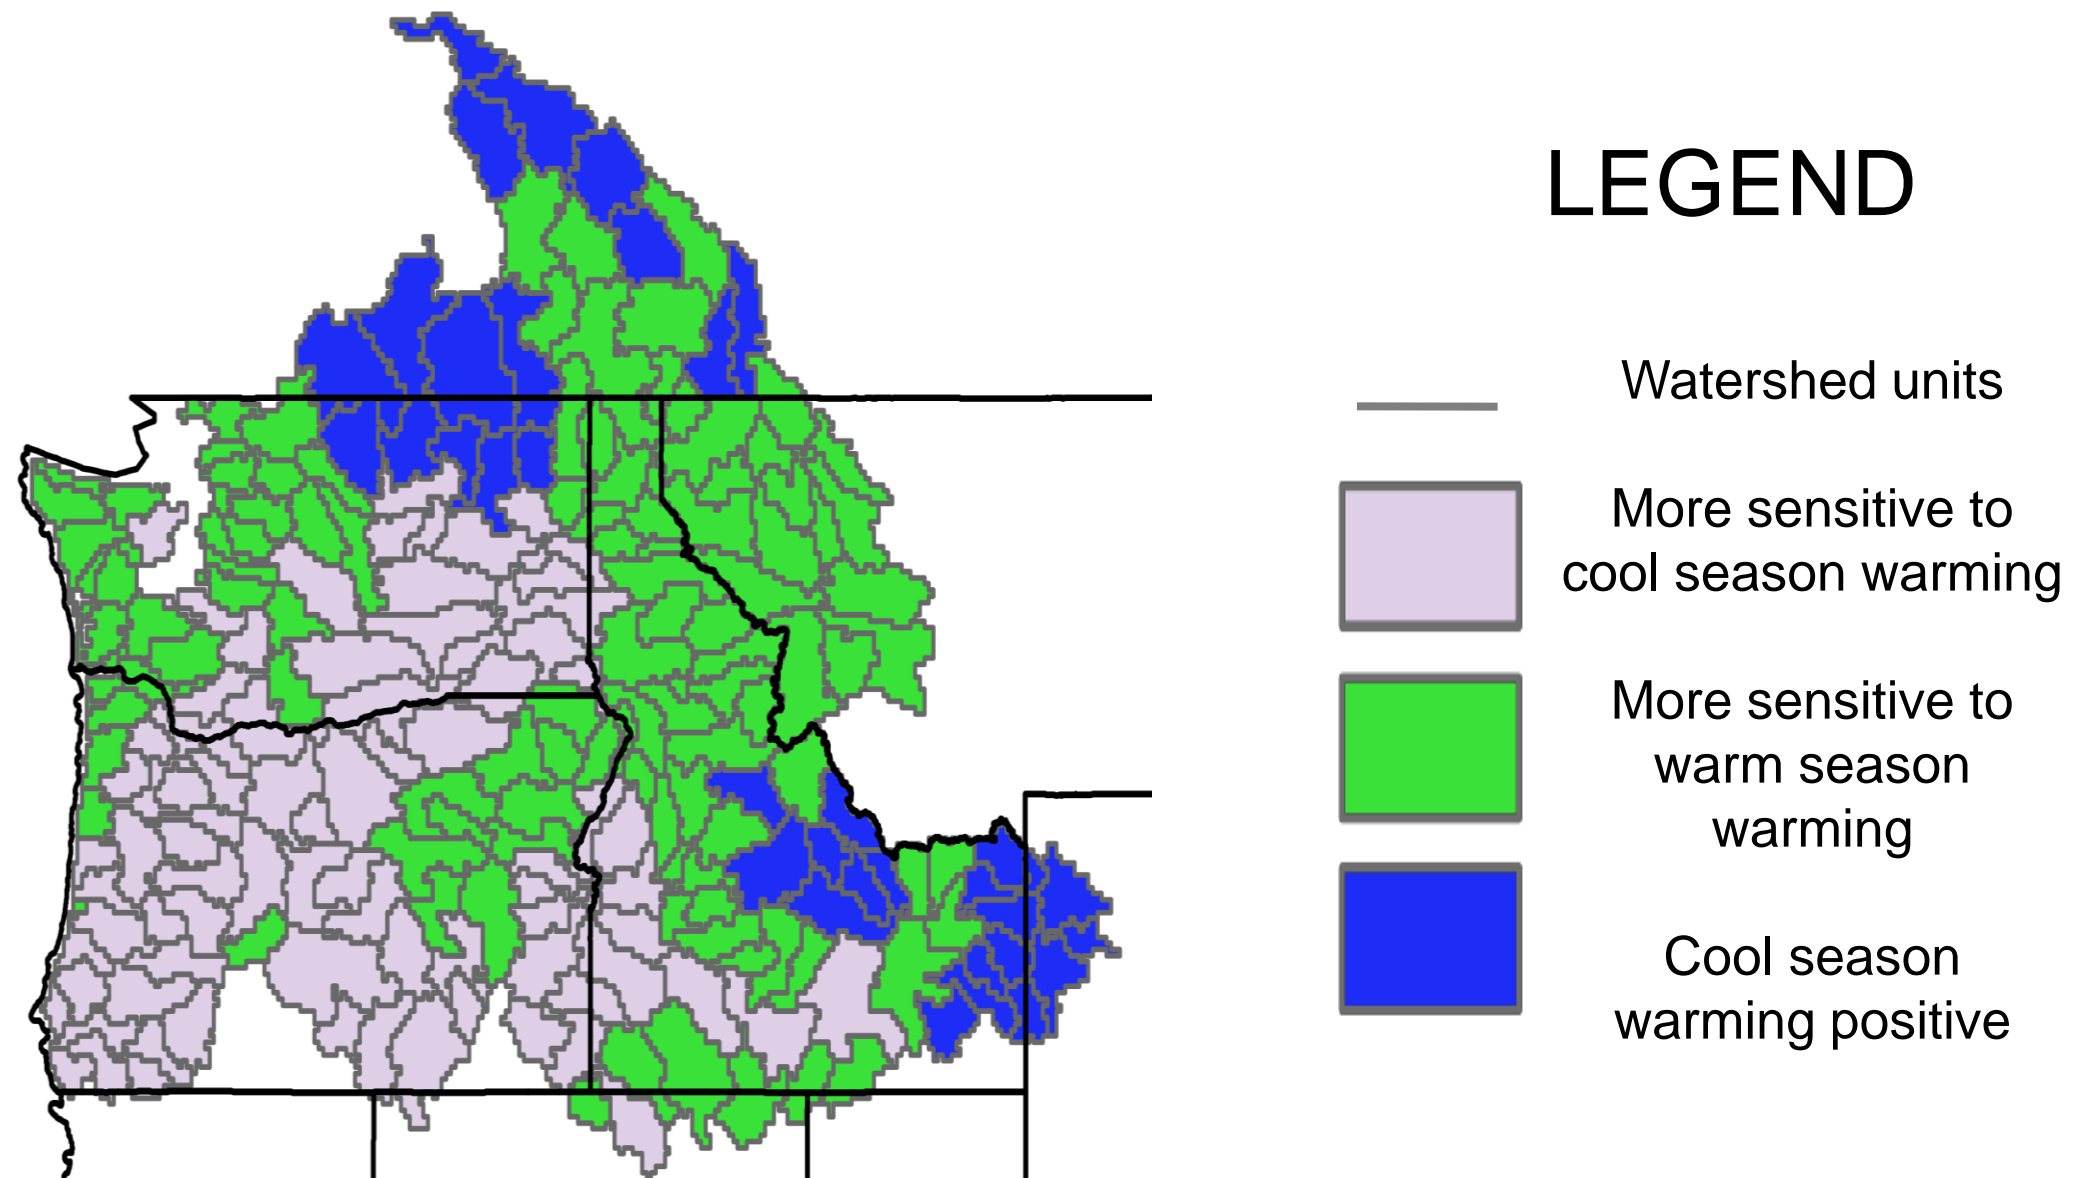 LEGEND
Watershed units
More sensitive to
cool season warming
More sensitive to
warm season
warming
Cool season
warming positive